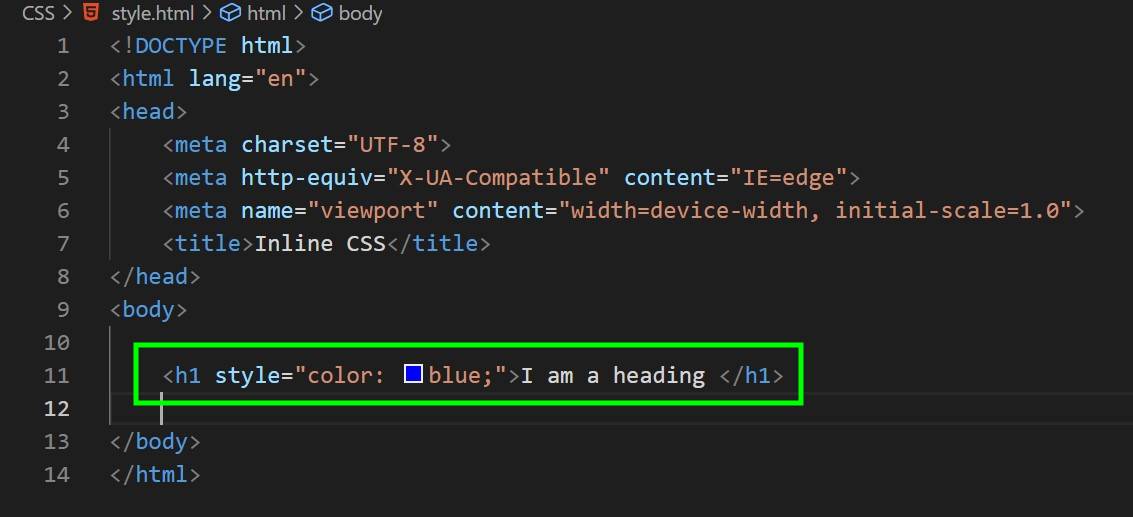 CSS > style.html > html > body
1 <!DOCTYPE html>
2 <html lang="en">
3 <head>
4 <meta charset="UTF-8">
5 <meta http-equiv="X-UA-Compatible" content="IE=edge">
6 <meta name="viewport" content="width=device-width, initial-scale=1.0">
7 <title>Inline CSS</title>
8 </head>
9 <body>
10
11 <h1 style="color: blue;">I am a heading </h1>
12
13 </body>
14 </html>